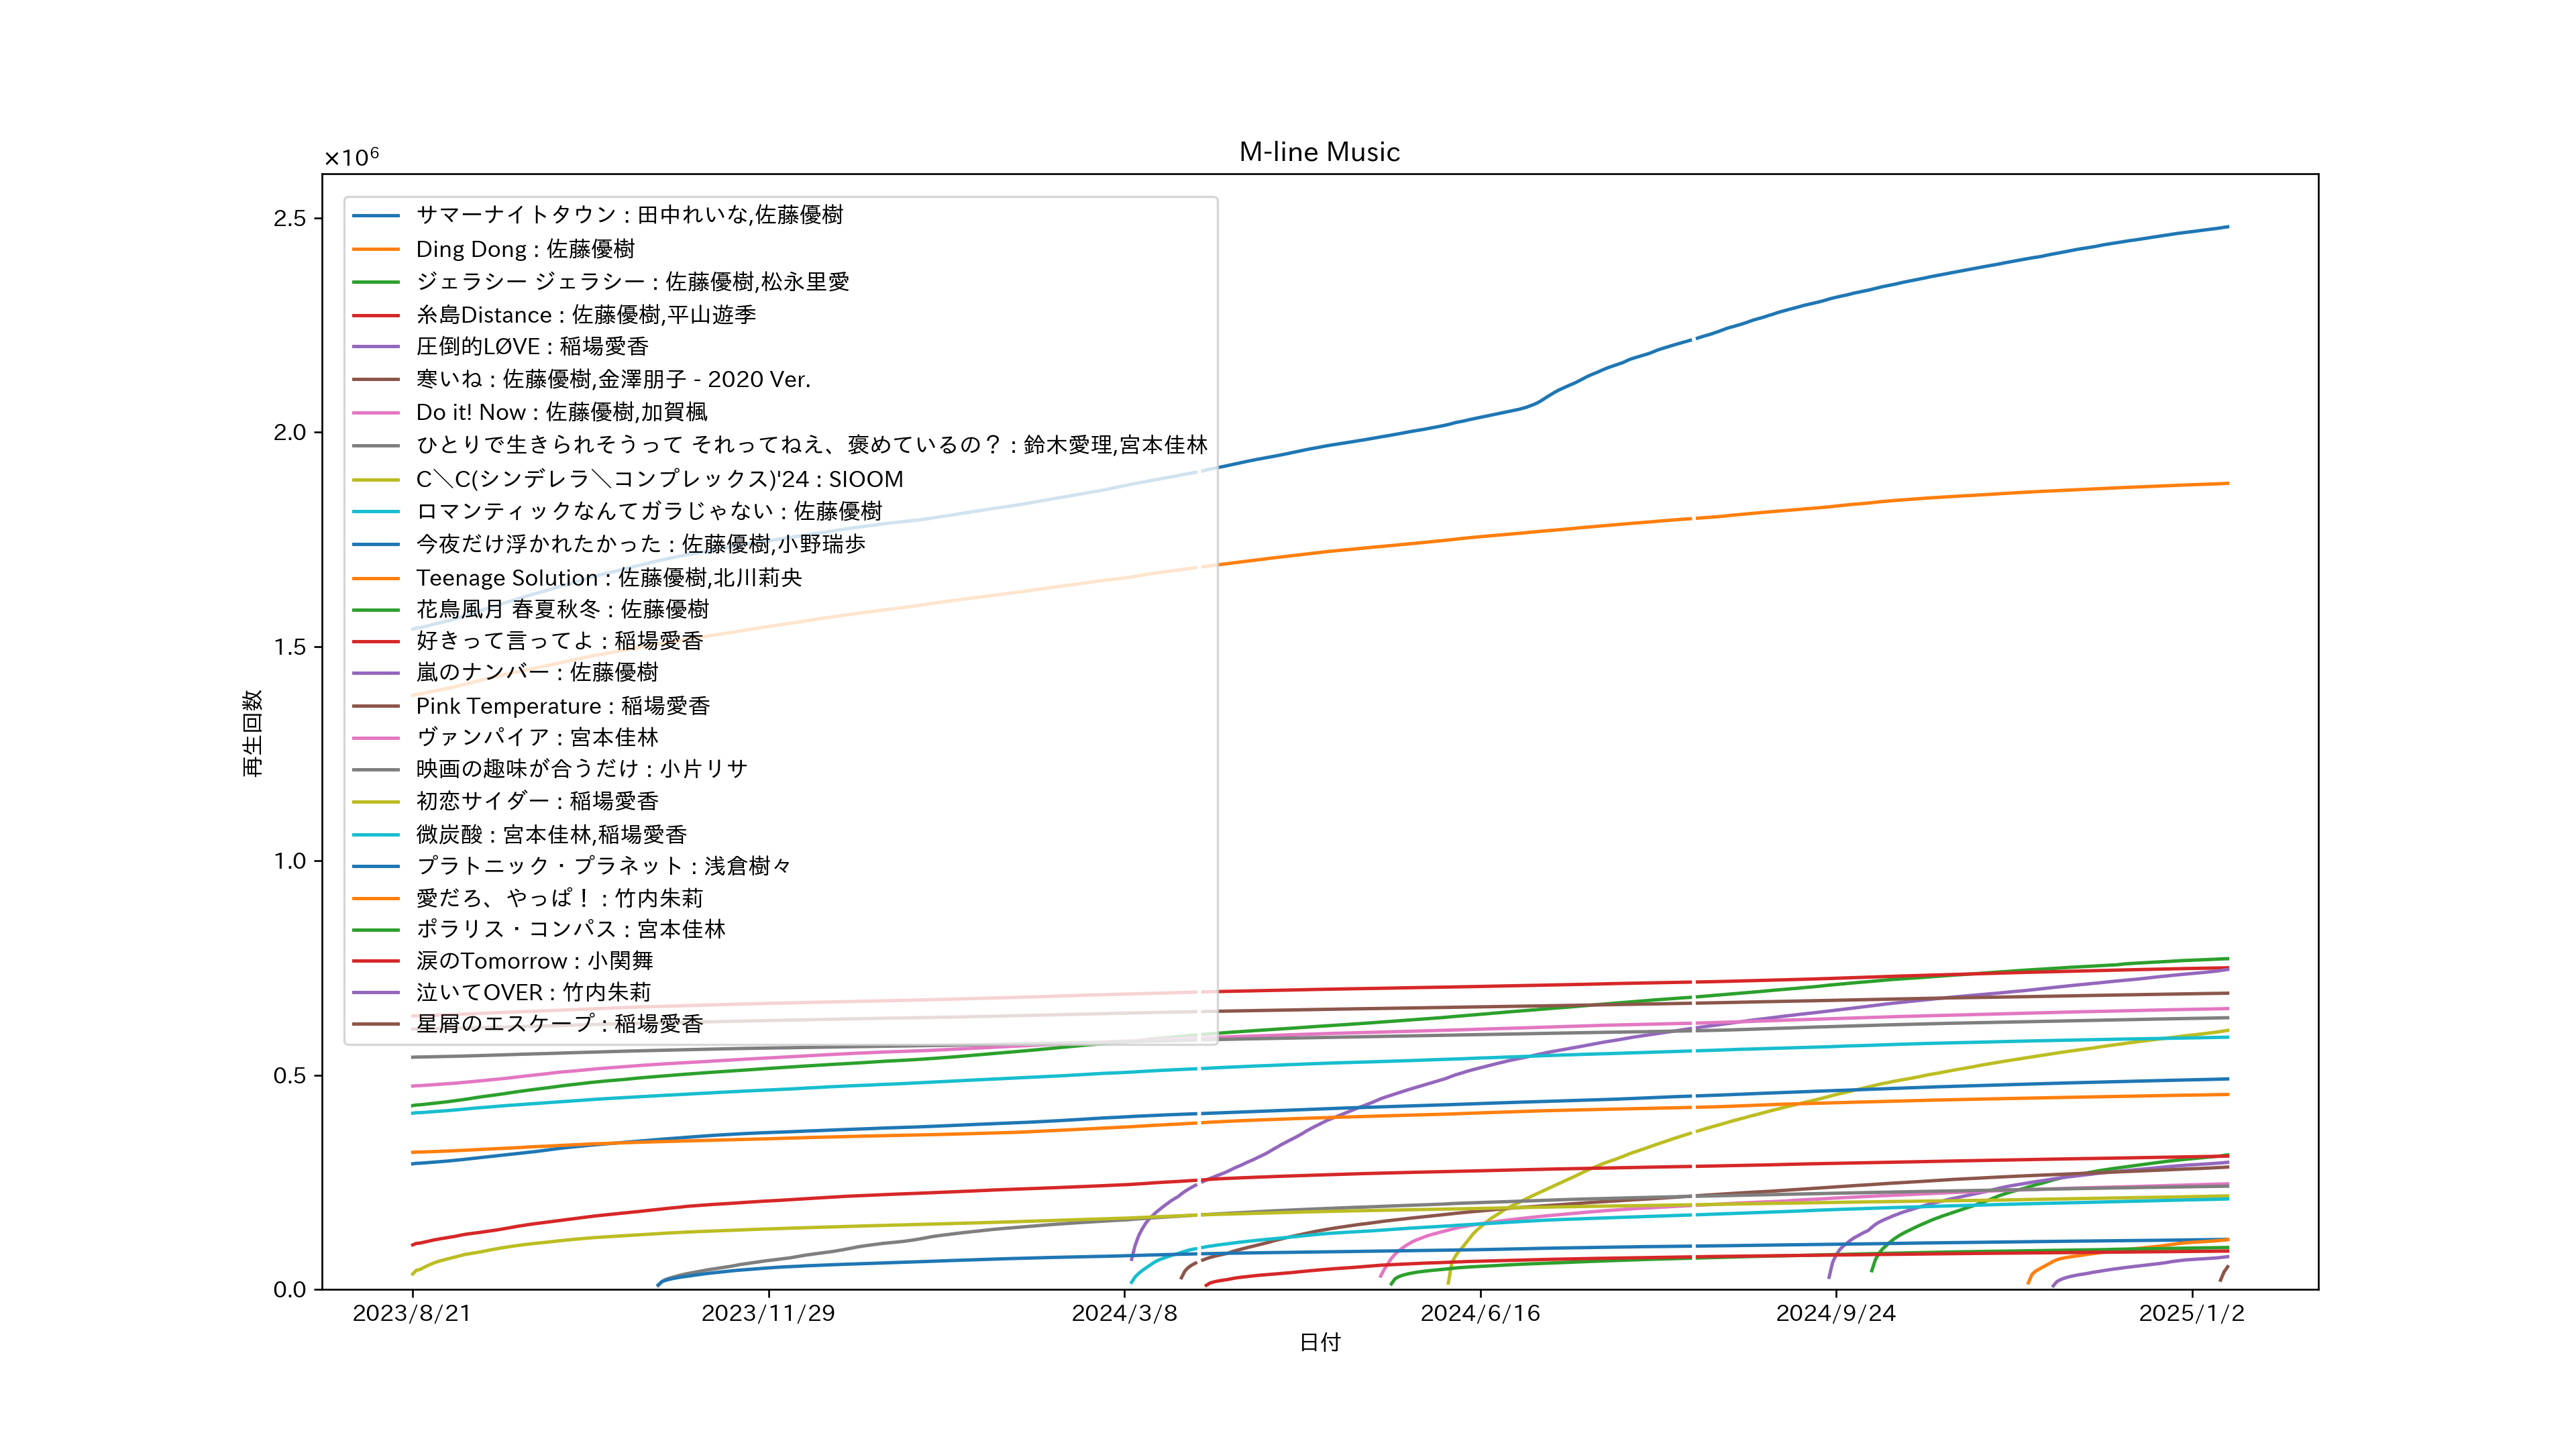 M-line Music
×10⁶
2.5
2.0
1.5
1.0
0.5
0.0
再生回数
サマーナイトタウン : 田中れいな,佐藤優樹
Ding Dong : 佐藤優樹
ジェラシー ジェラシー : 佐藤優樹,松永里愛
糸島Distance : 佐藤優樹,平山遊季
圧倒的LØVE : 稲場愛香
寒いね : 佐藤優樹,金澤朋子 - 2020 Ver.
Do it! Now : 佐藤優樹,加賀楓
ひとりで生きられそうって それってねえ、褒めているの？ : 鈴木愛理,宮本佳林
C＼C(シンデレラ＼コンプレックス)'24 : SIOOM
ロマンティックなんてガラじゃない : 佐藤優樹
今夜だけ浮かれたかった : 佐藤優樹,小野瑞歩
Teenage Solution : 佐藤優樹,北川莉央
花鳥風月 春夏秋冬 : 佐藤優樹
好きって言ってよ : 稲場愛香
嵐のナンバー : 佐藤優樹
Pink Temperature : 稲場愛香
ヴァンパイア : 宮本佳林
映画の趣味が合うだけ : 小片リサ
初恋サイダー : 稲場愛香
微炭酸 : 宮本佳林,稲場愛香
プラトニック・プラネット : 浅倉樹々
愛だろ、やっぱ！ : 竹内朱莉
ポラリス・コンパス : 宮本佳林
涙のTomorrow : 小関舞
泣いてOVER : 竹内朱莉
星屑のエスケープ : 稲場愛香
2023/8/21
2023/11/29
2024/3/8
2024/6/16
2024/9/24
2025/1/2
日付